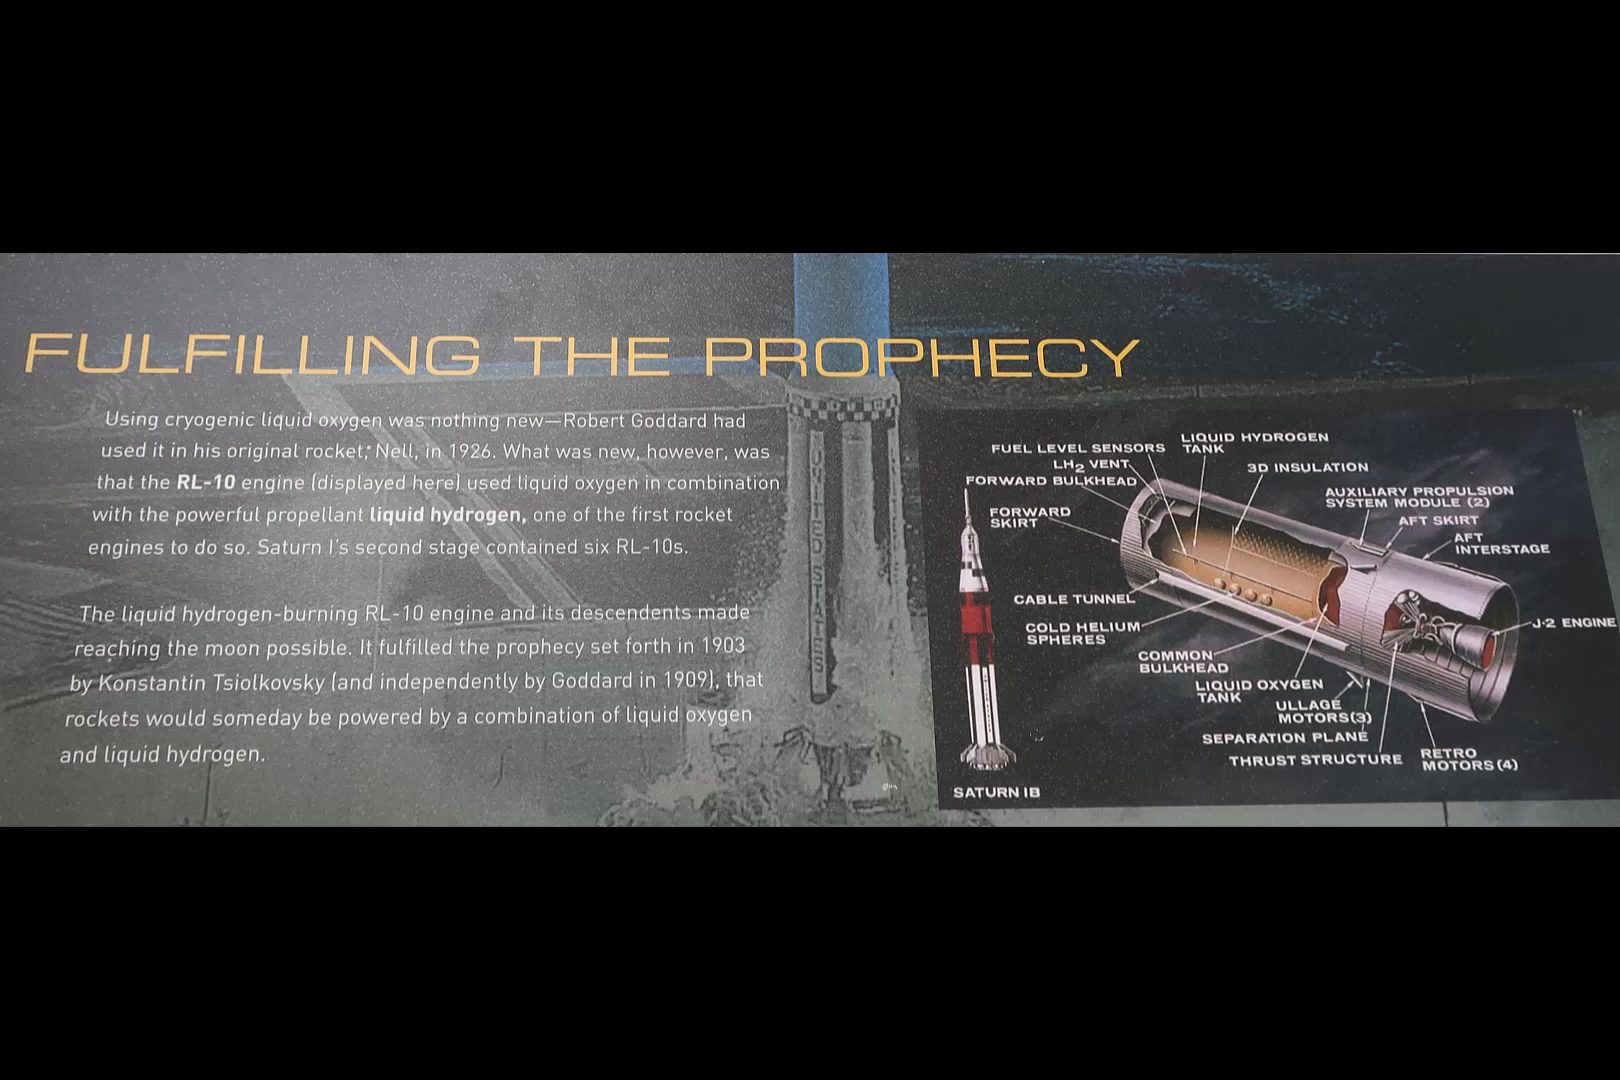 FULFILLING THE PROPHECY
Using cryogenic liquid oxygen was nothing new—Robert Goddard had
used it in his original rocket, Nell, in 1926. What was new, however, was
that the RL-10 engine (displayed here) used liquid oxygen in combination
with the powerful propellant liquid hydrogen, one of the first rocket
engines to do so. Saturn I's second stage contained six RL-10s.
The liquid hydrogen-burning RL-10 engine and its descendents made
reaching the moon possible. It fulfilled the prophecy set forth in 1903
by Konstantin Tsiolkovsky (and independently by Goddard in 1909), that
rockets would someday be powered by a combination of liquid oxygen
and liquid hydrogen.
UNITED STATES
FUEL LEVEL SENSORS
LIQUID HYDROGEN
TANK
LH2 VENT
3D INSULATION
FORWARD BULKHEAD
AUXILIARY PROPULSION
SYSTEM MODULE (2)
FORWARD
SKIRT
AFT SKIRT
AFT
INTERSTAGE
CABLE TUNNEL
COLD HELIUM
SPHERES
J-2 ENGINE
COMMON
BULKHEAD
LIQUID OXYGEN
TANK
ULLAGE
MOTORS(3)
SEPARATION PLANE
THRUST STRUCTURE
RETRO
MOTORS(4)
SATURN IB